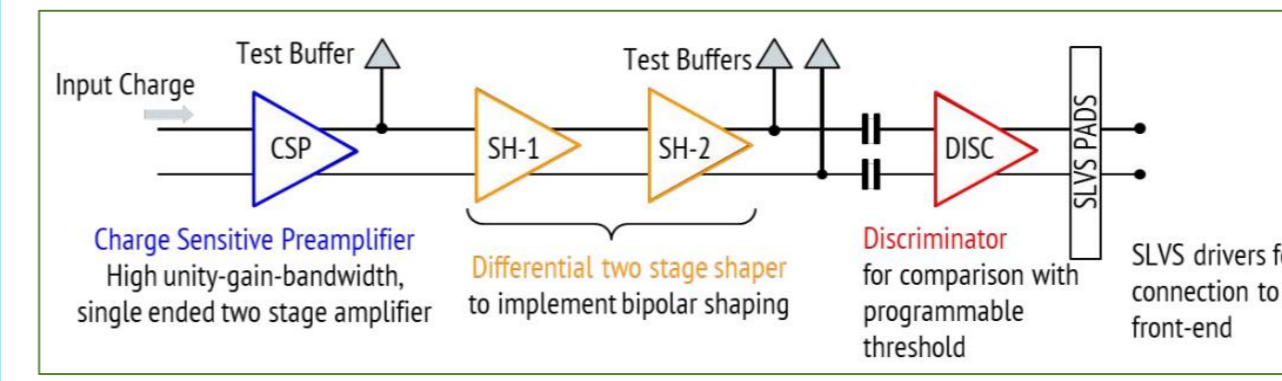 Test Buffer
Test Buffers
Input Charge
CSP
SH-1
SH-2
DISC
SLVS PADS
Charge Sensitive Preamplifier
High unity-gain-bandwidth,
single ended two stage amplifier
Differential two stage shaper
to implement bipolar shaping
Discriminator
for comparison with
programmable
threshold
SLVS drivers
connection to
front-end